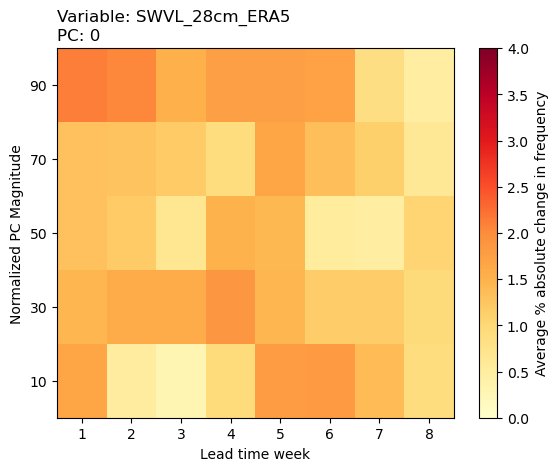 Variable: SWVL_28cm_ERA5
PC: 0
Normalized PC Magnitude
90
70
50
30
10
1 2 3 4 5 6 7 8
Lead time week
4.0
3.5
3.0
2.5
2.0
1.5
1.0
0.5
0.0
Average % absolute change in frequency